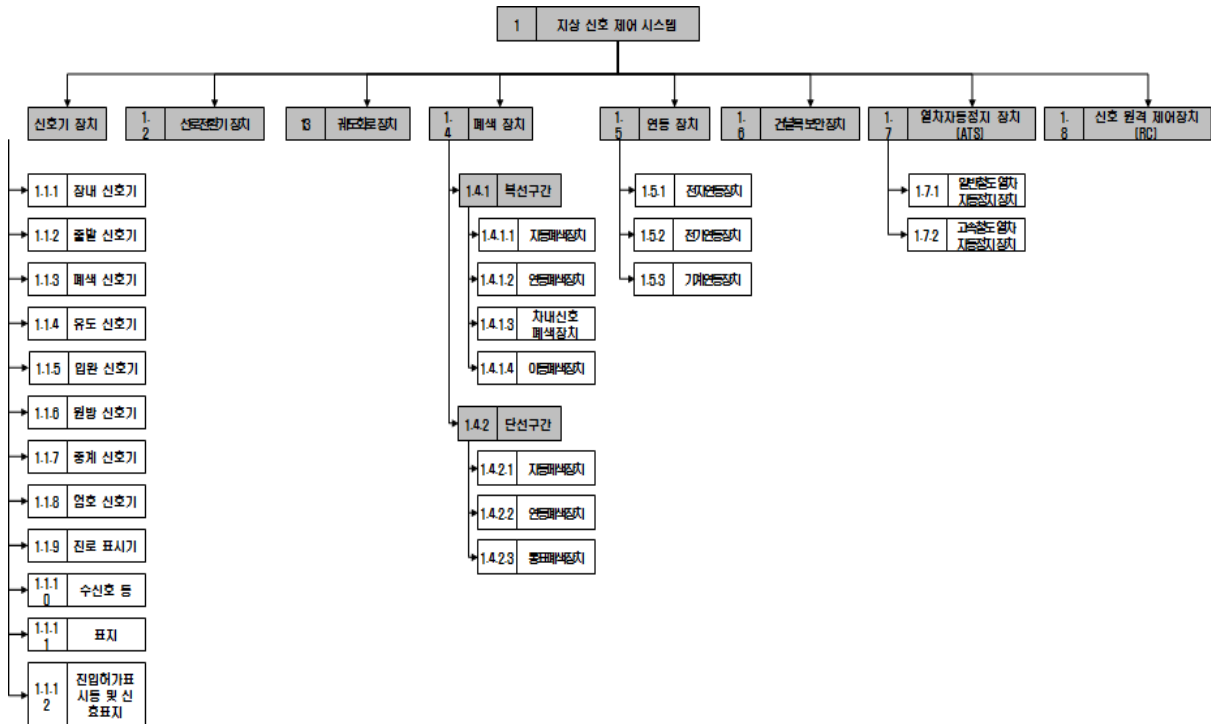 1 지상 신호 제어 시스템
신호기 장치
1.
2
선로전환기 장치
1.3 궤도회로 장치
1.
4
폐색 장치
1.
5
연동 장치
1.
6
건널목 보안장치
1.
7
열차자동정지 장치
(ATS)
1.
8
신호 원격 제어장치
(RC)
1.1.1 장내 신호기
1.1.2 출발 신호기
1.1.3 폐색 신호기
1.1.4 유도 신호기
1.1.5 입환 신호기
1.1.6 원방 신호기
1.1.7 중계 신호기
1.1.8 엄호 신호기
1.1.9 진로 표시기
1.1.1
0
수신호 등
1.1.1
1
표지
1.1.1
2
진입허가표
시등 및 신
호표지
1.4.1 복선구간
1.4.1.1 자동폐색장치
1.4.1.2 연동폐색장치
1.4.1.3 차내신호
폐색장치
1.4.1.4 이동폐색장치
1.4.2 단선구간
1.4.2.1 자동폐색장치
1.4.2.2 연동폐색장치
1.4.2.3 통표폐색장치
1.5.1 전자연동장치
1.5.2 전기연동장치
1.5.3 기계연동장치
1.7.1 일반철도 열차
자동정지 장치
1.7.2 고속철도 열차
자동정지 장치